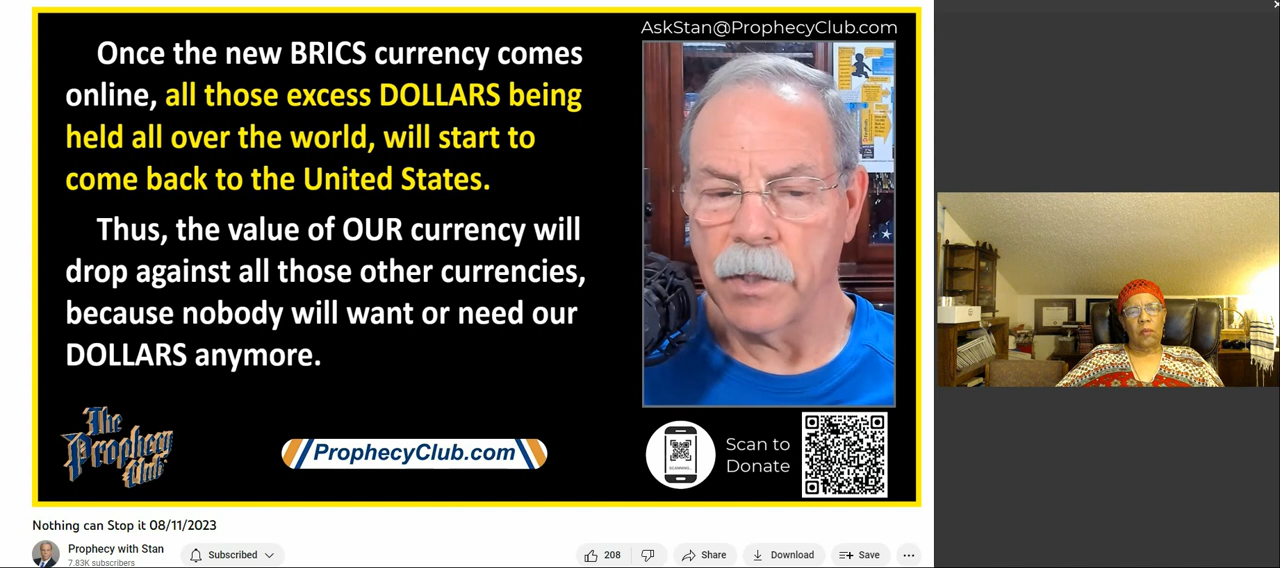 AskStan@ProphecyClub.com
Once the new BRICS currency comes
online, all those excess DOLLARS being
held all over the world, will start to
come back to the United States.
Thus, the value of OUR currency will
drop against all those other currencies,
because nobody will want or need our
DOLLARS anymore.
The
Prophecy
Club
ProphecyClub.com
SCANNING...
Scan to
Donate
Nothing can Stop it 08/11/2023
Prophecy with Stan
7.83K subscribers
Subscribed
208
Share
Download
Save